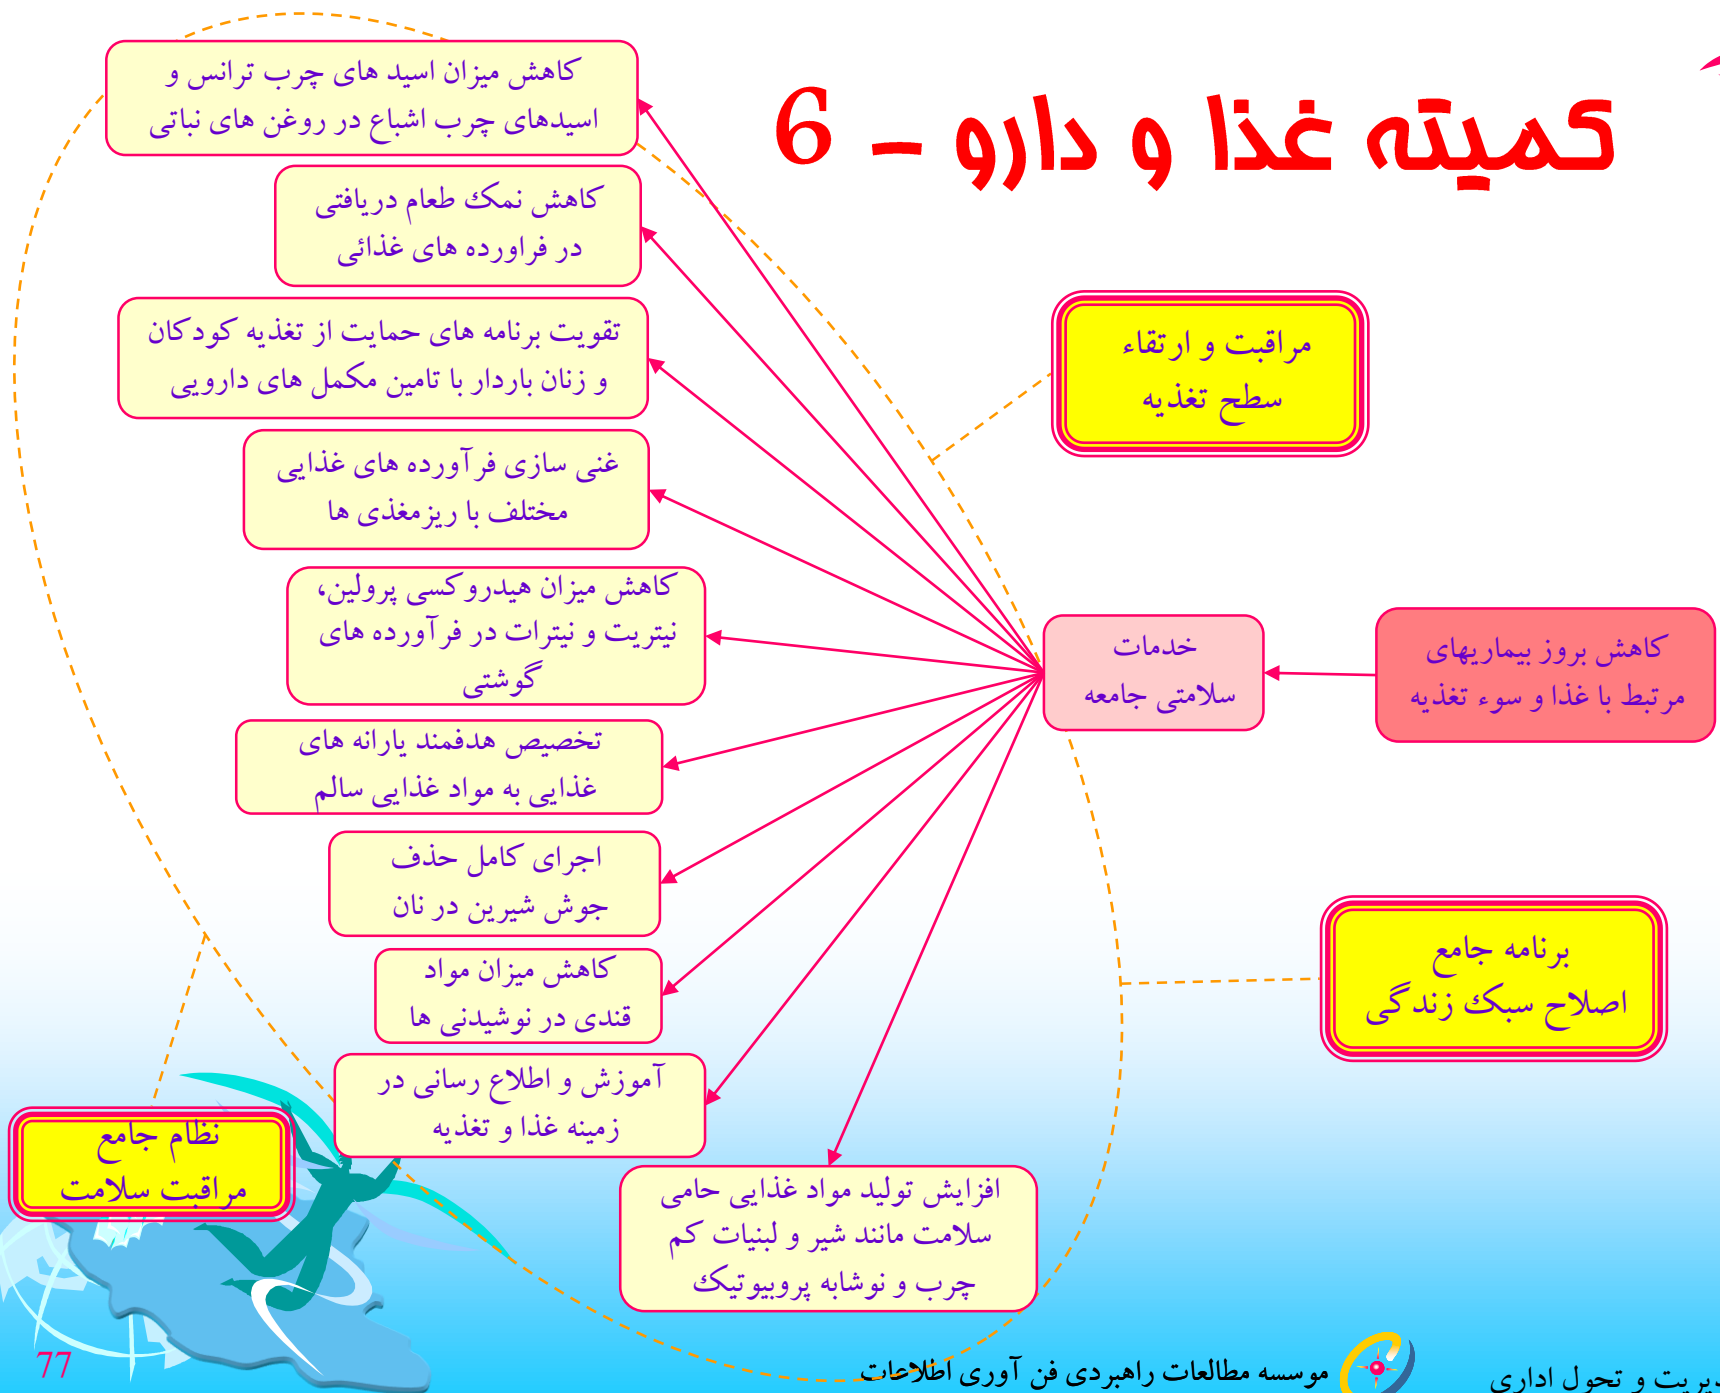 کمیته غذا و دارو – 6
کاهش میزان اسید های چرب ترانس و
اسیدهای چرب اشباع در روغن های نباتی
کاهش نمک طعام دریافتی
در فراورده های غذائی
تقویت برنامه های حمایت از تغذیه کودکان
و زنان باردار با تامین مکمل های دارویی
غنی سازی فرآورده های غذایی
مختلف با ریزمغذی ها
کاهش میزان هیدروکسی پرولین،
نیتریت و نیترات در فرآورده های
گوشتی
تخصیص هدفمند یارانه های
غذایی به مواد غذایی سالم
اجرای کامل حذف
جوش شیرین در نان
کاهش میزان مواد
قندی در نوشیدنی ها
آموزش و اطلاع رسانی در
زمینه غذا و تغذیه
افزایش تولید مواد غذایی حامی
سلامت مانند شیر و لبنیات کم
چرب و نوشابه پروبیوتیک
مراقبت و ارتقاء
سطح تغذیه
خدمات
سلامتی جامعه
کاهش بروز بیماریهای
مرتبط با غذا و سوء تغذیه
برنامه جامع
اصلاح سبک زندگی
نظام جامع
مراقبت سلامت
و تحول اداری
موسسه مطالعات راهبردی فن آوری اطلاعات
77